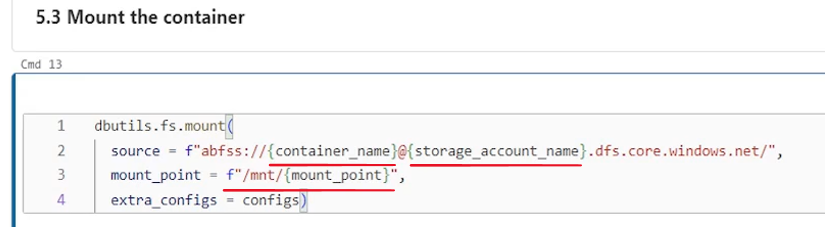 5.3 Mount the container
Cmd 13
1 dbutils.fs.mount(
2 source = f"abfss://{container_name}@{storage_account_name}.dfs.core.windows.net/",
3 mount_point = f"/mnt/{mount_point}",
4 extra_configs = configs)